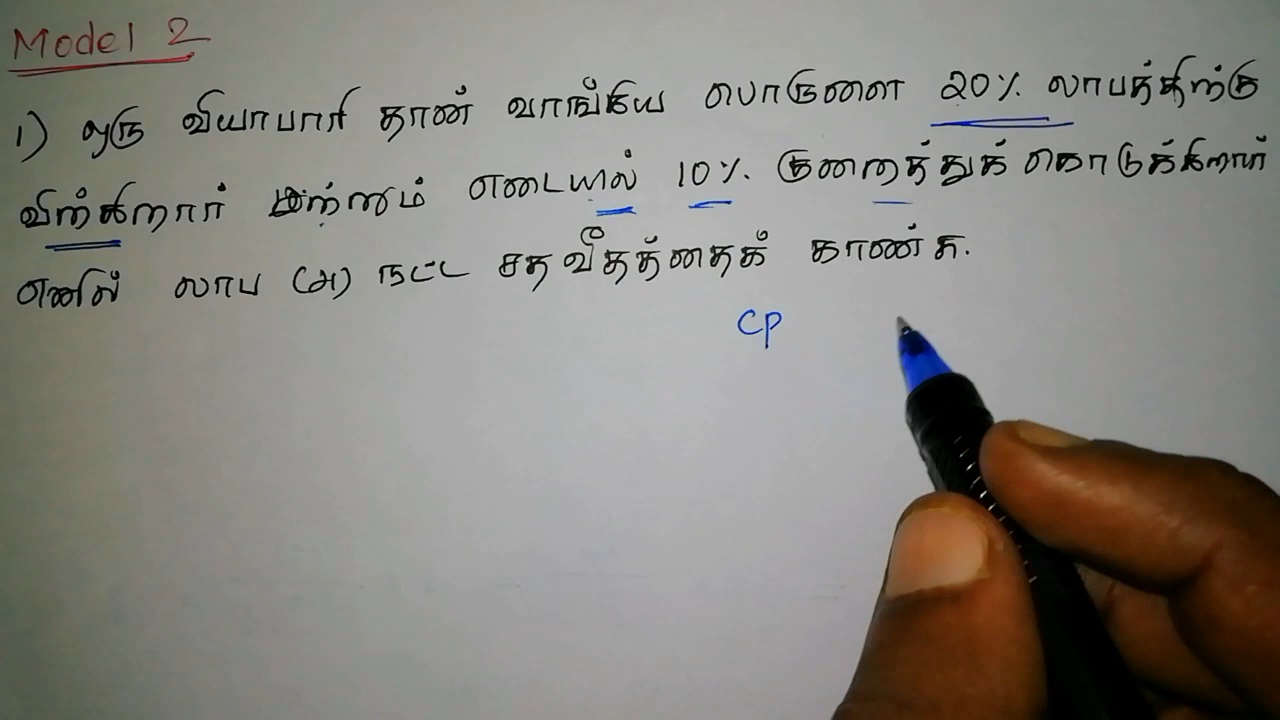 Model 2
1) ஒரு வியாபாரி தான் வாங்கிய பொருளை 20% லாபத்திற்கு
விற்கிறார் மற்றும் எடையில் 10% குறைத்துக் கொடுக்கிறார்
எனில் லாப (அ) நட்ட சதவீதத்தைக் காண்க.
CP